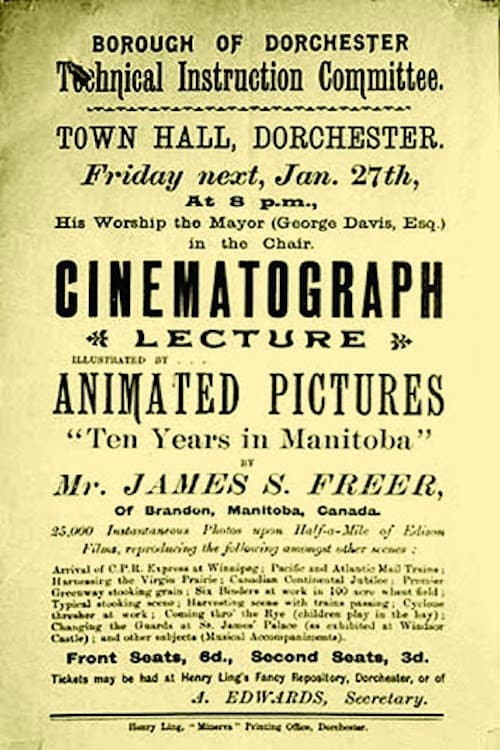 BOROUGH OF DORCHESTER
Technical Instruction Committee.
TOWN HALL, DORCHESTER.
Friday next, Jan. 27th,
At 8 p.m.,
His Worship the Mayor (George Davis, Esq.)
in the Chair.
CINEMATOGRAPH
LECTURE
ILLUSTRATED BY . . .
ANIMATED PICTURES
"Ten Years in Manitoba"
BY
Mr. JAMES S. FREER,
Of Brandon, Manitoba, Canada.
25,000 Instantaneous Photos upon Half-a-Mile of Edison
Films, reproducing the following amongst other scenes :
Arrival of C.P.R. Express at Winnipeg ; Pacific and Atlantic Mail Trains ;
Harnessing the Virgin Prairie ; Canadian Continental Jubilee ; Premier
Greenway stooking grain ; Six Binders at work in 100 acre wheat field ;
Typical stooking scene ; Harvesting scene with trains passing ; Cyclone
thresher at work ; Coming thro' the Rye (children play in the hay) ;
Changing the Guards at St. James' Palace (as exhibited at Windsor
Castle) ; and other subjects (Musical Accompaniments).
Front Seats, 6d., Second Seats, 3d.
Tickets may be had at Henry Ling's Fancy Repository, Dorchester, or of
A. EDWARDS, Secretary.
Henry Ling, "Minerva" Printing Office, Dorchester.